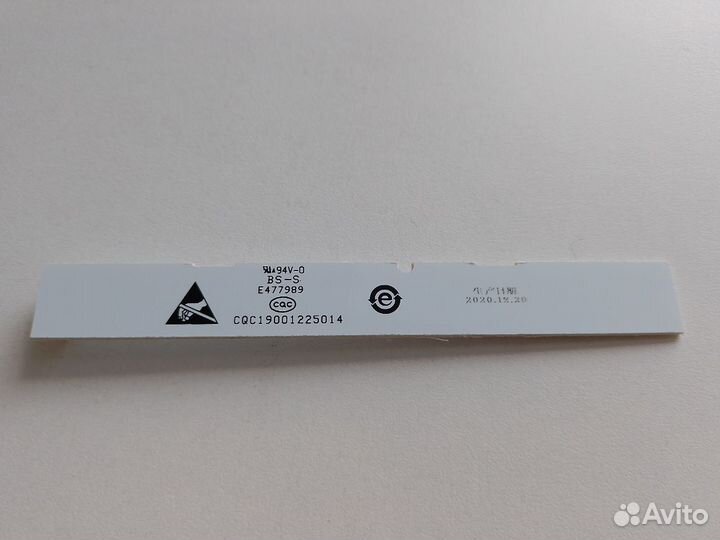 94V-0
BS-S
E477989
CQC
CQC19001225014
e
生产日期
2020.12.20
Avito